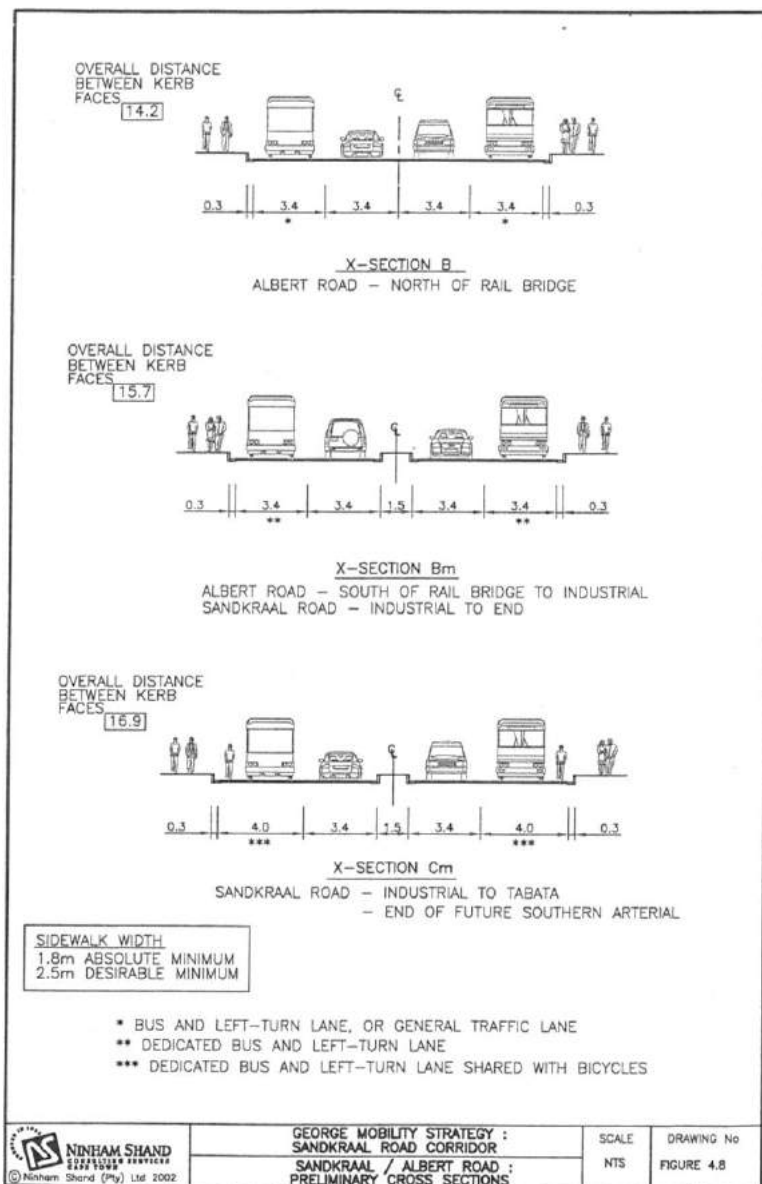 OVERALL DISTANCE
BETWEEN KERB
FACES
14.2
℄
0.3 3.4 3.4 3.4 3.4 0.3
* *
X-SECTION B
ALBERT ROAD - NORTH OF RAIL BRIDGE
OVERALL DISTANCE
BETWEEN KERB
FACES
15.7
℄
0.3 3.4 3.4 1.5 3.4 3.4 0.3
** **
X-SECTION Bm
ALBERT ROAD - SOUTH OF RAIL BRIDGE TO INDUSTRIAL
SANDKRAAL ROAD - INDUSTRIAL TO END
OVERALL DISTANCE
BETWEEN KERB
FACES
16.9
℄
0.3 4.0 3.4 1.5 3.4 4.0 0.3
*** ***
X-SECTION Cm
SANDKRAAL ROAD - INDUSTRIAL TO TABATA
- END OF FUTURE SOUTHERN ARTERIAL
SIDEWALK WIDTH
1.8m ABSOLUTE MINIMUM
2.5m DESIRABLE MINIMUM
* BUS AND LEFT-TURN LANE, OR GENERAL TRAFFIC LANE
** DEDICATED BUS AND LEFT-TURN LANE
*** DEDICATED BUS AND LEFT-TURN LANE SHARED WITH BICYCLES
NINHAM SHAND
CONSULTING SERVICES
CAPE TOWN
© Ninham Shand (Pty) Ltd 2002
GEORGE MOBILITY STRATEGY :
SANDKRAAL ROAD CORRIDOR
SANDKRAAL / ALBERT ROAD :
PRELIMINARY CROSS SECTIONS
SCALE
NTS
DRAWING No
FIGURE 4.8